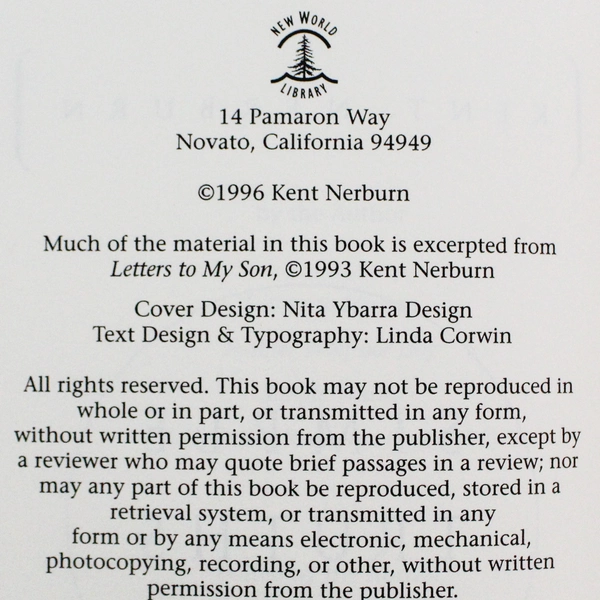 NEW WORLD
LIBRARY
14 Pamaron Way
Novato, California 94949
©1996 Kent Nerburn
Much of the material in this book is excerpted from
Letters to My Son, ©1993 Kent Nerburn
Cover Design: Nita Ybarra Design
Text Design & Typography: Linda Corwin
All rights reserved. This book may not be reproduced in
whole or in part, or transmitted in any form,
without written permission from the publisher, except by
a reviewer who may quote brief passages in a review; nor
may any part of this book be reproduced, stored in a
retrieval system, or transmitted in any
form or by any means electronic, mechanical,
photocopying, recording, or other, without written
permission from the publisher.